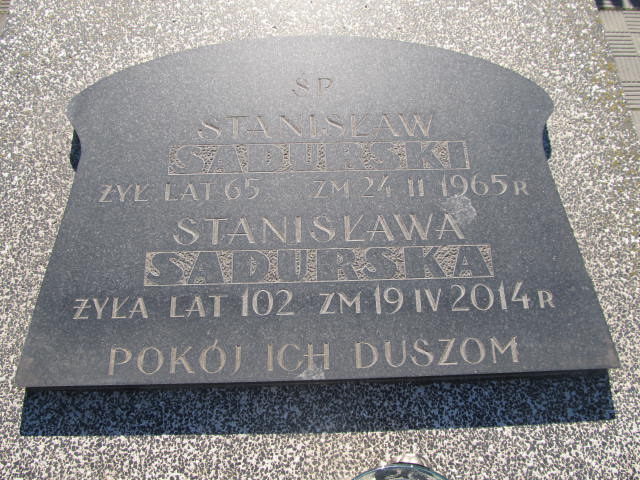 ŚP
STANISŁAW
SADURSKI
ŻYŁ LAT 65 ZM 24 II 1965 R
STANISŁAWA
SADURSKA
ŻYŁA LAT 102 ZM 19 IV 2014 R
POKÓJ ICH DUSZOM